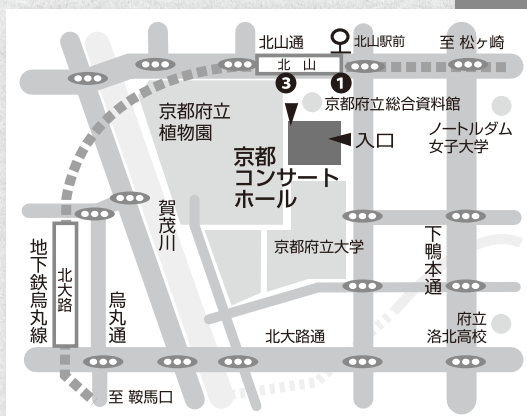 北山通
北山駅前
至 松ヶ崎
北 山
❸
❶
京都府立総合資料館
京都府立
植物園
入口
ノートルダム
女子大学
京都
コンサート
ホール
賀茂川
京都府立大学
下鴨本通
地下鉄烏丸線
北大路
烏丸通
府立
洛北高校
北大路通
至 鞍馬口